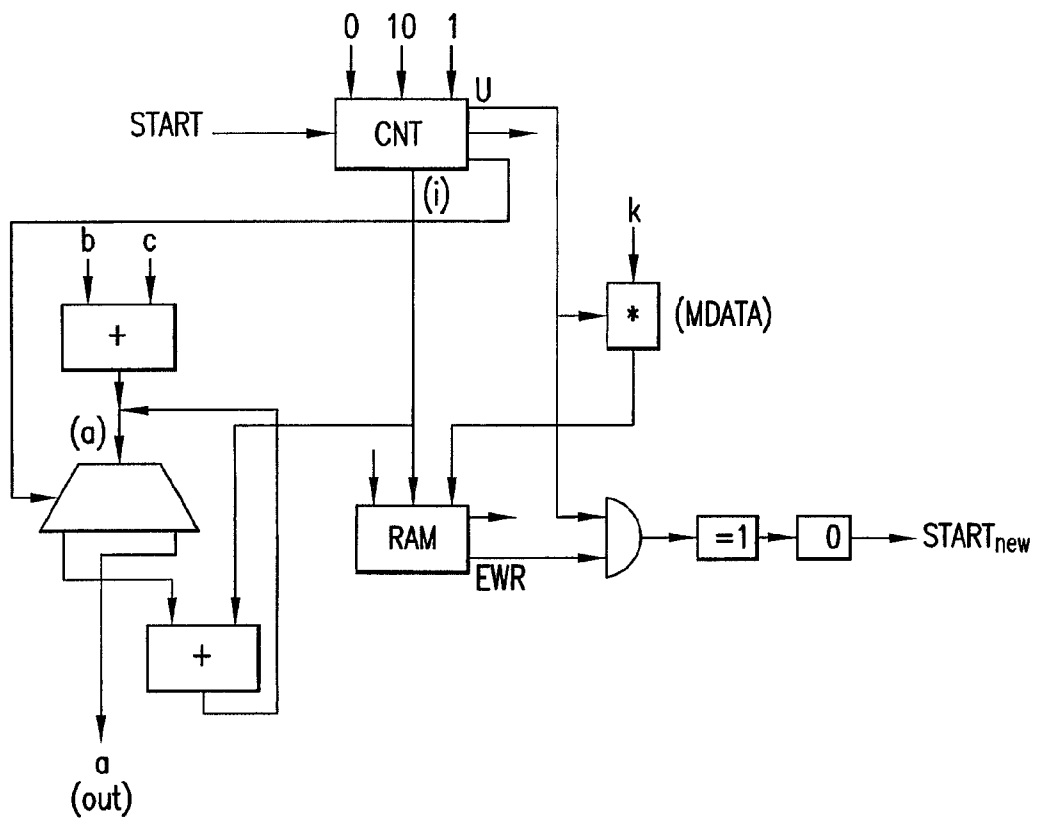 0 10 1
U
START
CNT
(i)
k
b c
+
*
(MDATA)
(a)
RAM
=1
0
START_new
EWR
+
a
(out)